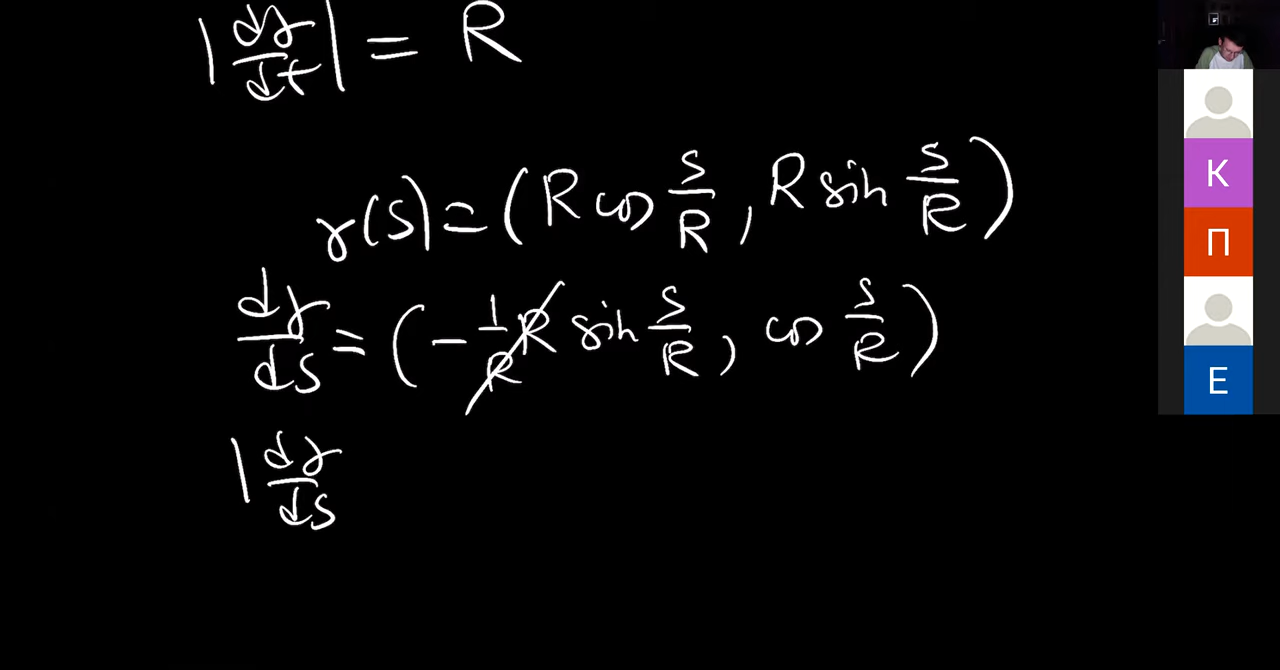 |dγ/dt| = R
γ(s) = (R cos s/R, R sin s/R)
dγ/ds = (- 1/R R sin s/R, cos s/R)
|dγ/ds
К
П
Е